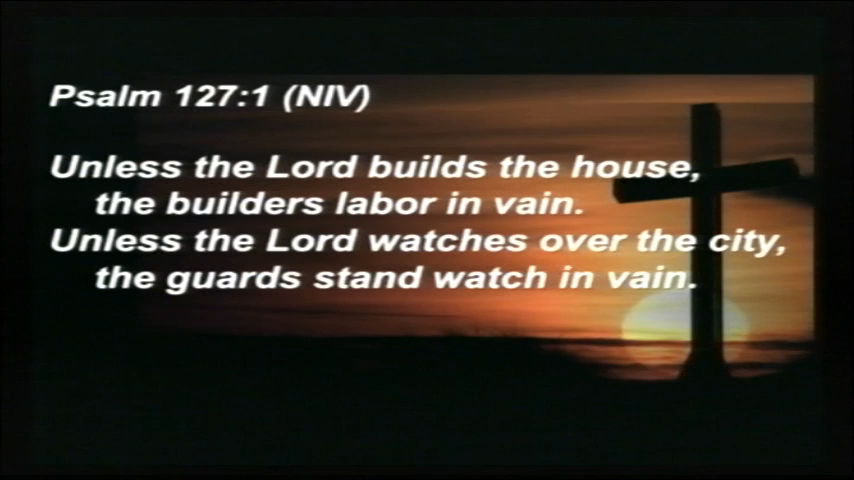 Psalm 127:1 (NIV)
Unless the Lord builds the house,
the builders labor in vain.
Unless the Lord watches over the city,
the guards stand watch in vain.